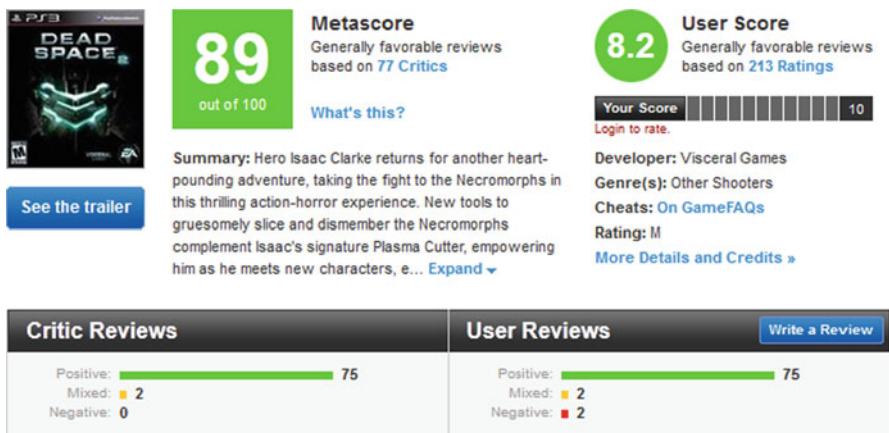 PS3
DEAD
SPACE 2
M
VISCERAL
EA
See the trailer
89
out of 100
Metascore
Generally favorable reviews
based on 77 Critics
What's this?
Summary: Hero Isaac Clarke returns for another heart-
pounding adventure, taking the fight to the Necromorphs in
this thrilling action-horror experience. New tools to
gruesomely slice and dismember the Necromorphs
complement Isaac's signature Plasma Cutter, empowering
him as he meets new characters, e... Expand
8.2
User Score
Generally favorable reviews
based on 213 Ratings
Your Score 10
Login to rate.
Developer: Visceral Games
Genre(s): Other Shooters
Cheats: On GameFAQs
Rating: M
More Details and Credits »
Critic Reviews
Positive: 75
Mixed: 2
Negative: 0
User Reviews
Write a Review
Positive: 75
Mixed: 2
Negative: 2